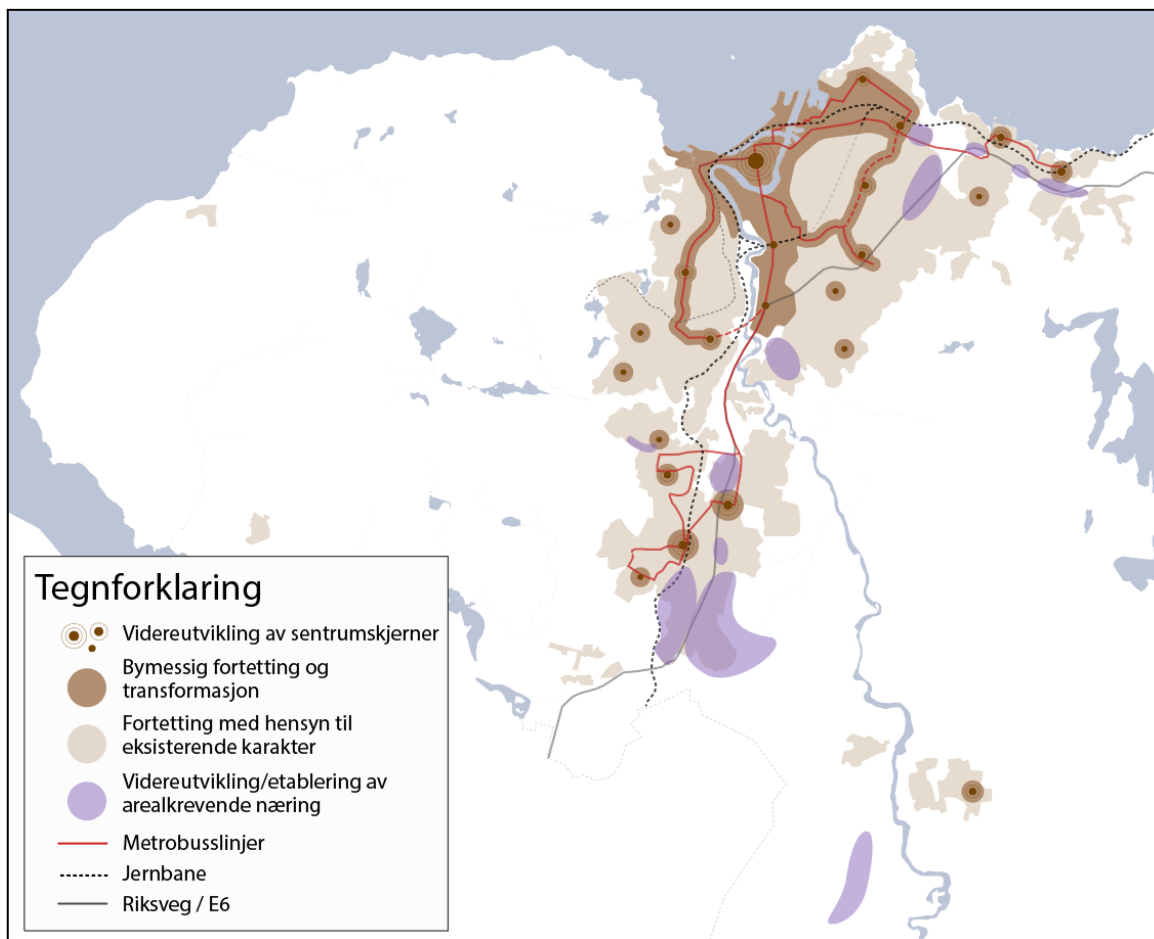 Tegnforklaring
Videreutvikling av sentrumskjerner
Bymessig fortetting og
transformasjon
Fortetting med hensyn til
eksisterende karakter
Videreutvikling/etablering av
arealkrevende næring
Metrobusslinjer
Jernbane
Riksveg / E6